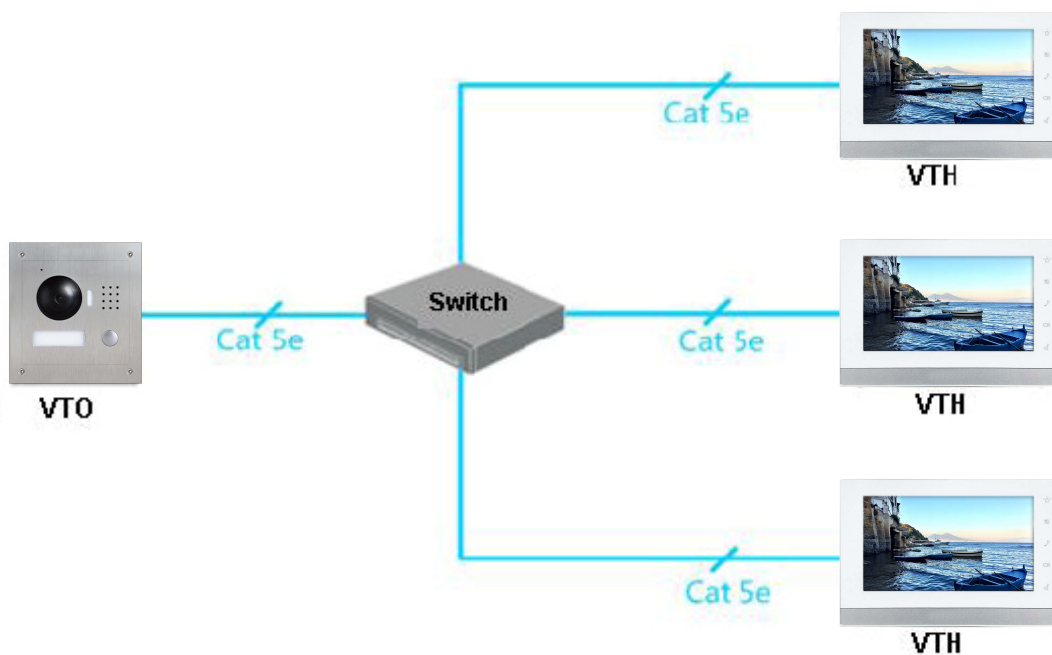 Cat 5e
VTH
Switch
Cat 5e
Cat 5e
VTO
VTH
Cat 5e
VTH